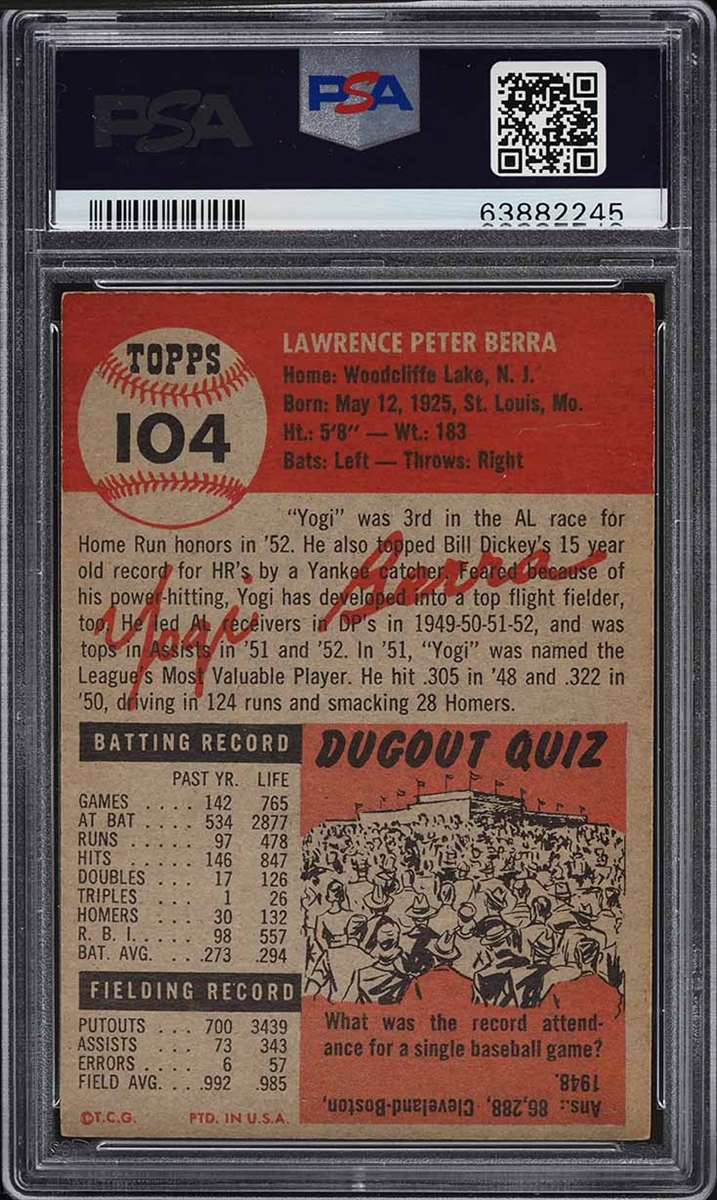 PSA
PSA
63882245
TOPPS
104
LAWRENCE PETER BERRA
Home: Woodcliffe Lake, N. J.
Born: May 12, 1925, St. Louis, Mo.
Ht.: 5'8" — Wt.: 183
Bats: Left — Throws: Right
"Yogi" was 3rd in the AL race for
Home Run honors in '52. He also topped Bill Dickey's 15 year
old record for HR's by a Yankee catcher. Feared because of
his power-hitting, Yogi has developed into a top flight fielder,
too. He led AL receivers in DP's in 1949-50-51-52, and was
tops in Assists in '51 and '52. In '51, "Yogi" was named the
League's Most Valuable Player. He hit .305 in '48 and .322 in
'50, driving in 124 runs and smacking 28 Homers.
Yogi Berra
BATTING RECORD
PAST YR. LIFE
GAMES .... 142 765
AT BAT .... 534 2877
RUNS .... 97 478
HITS .... 146 847
DOUBLES ... 17 126
TRIPLES ... 1 26
HOMERS ... 30 132
R. B. I. .... 98 557
BAT. AVG. ... .273 .294
FIELDING RECORD
PUTOUTS ... 700 3439
ASSISTS ... 73 343
ERRORS ... 6 57
FIELD AVG. .. .992 .985
©T.C.G. PTD. IN U.S.A.
DUGOUT QUIZ
What was the record attend-
ance for a single baseball game?
Ans.: 86,288, Cleveland-Boston,
1948.